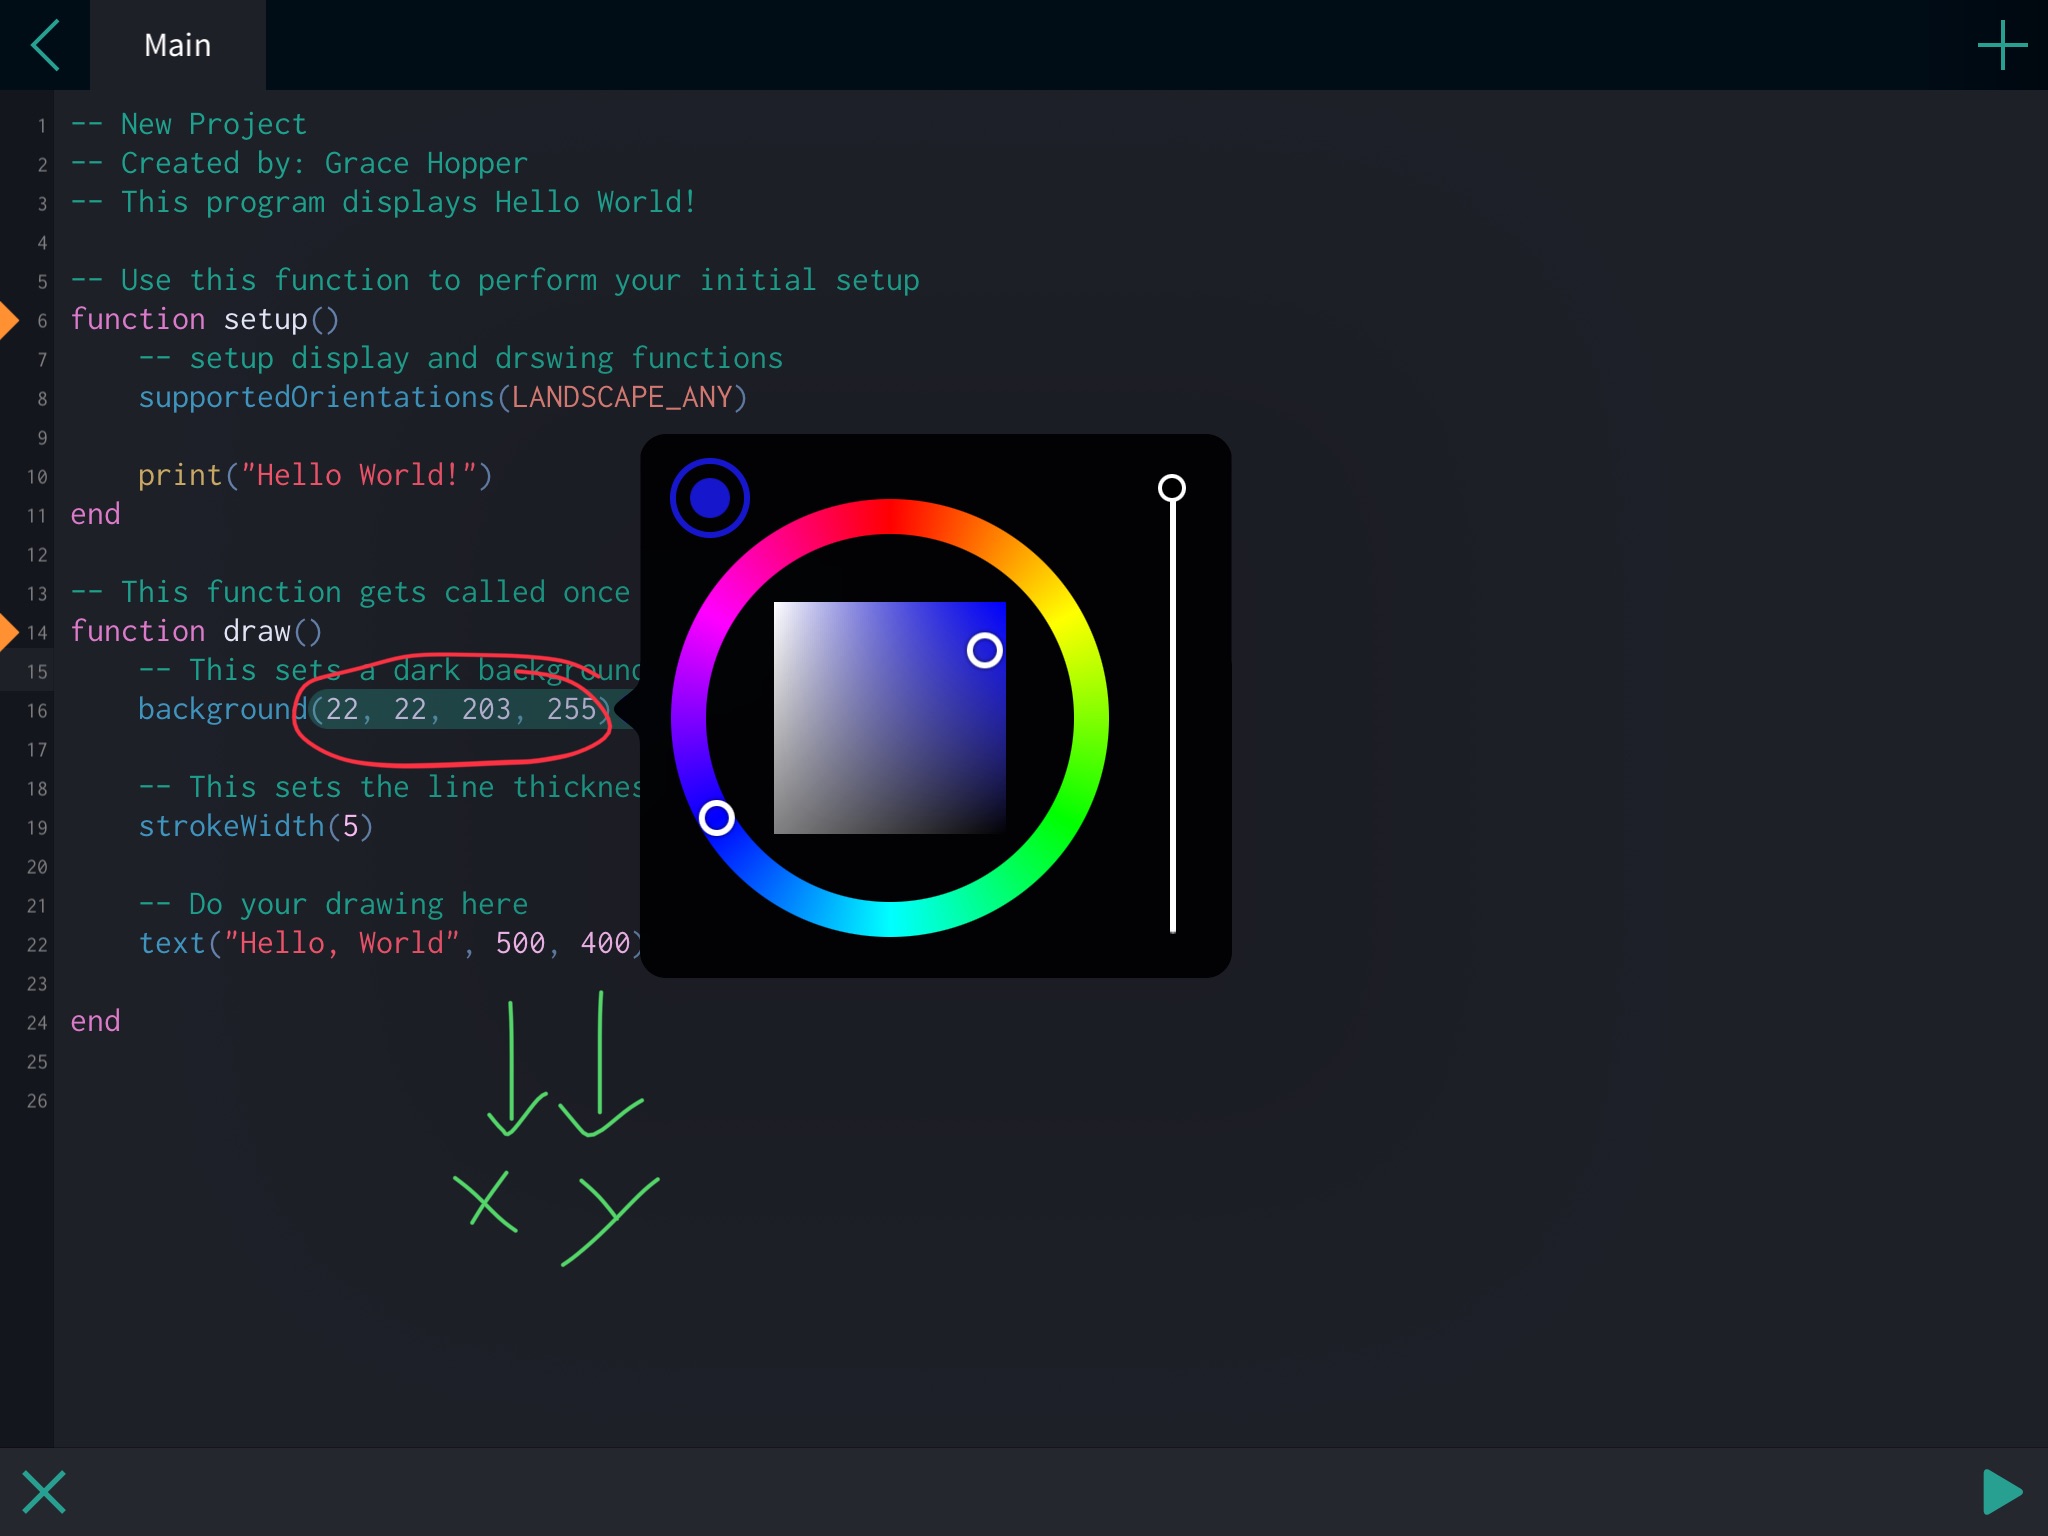 Main
1 -- New Project
2 -- Created by: Grace Hopper
3 -- This program displays Hello World!
4
5 -- Use this function to perform your initial setup
6 function setup()
7 -- setup display and drswing functions
8 supportedOrientations(LANDSCAPE_ANY)
9
10 print("Hello World!")
11 end
12
13 -- This function gets called once
14 function draw()
15 -- This sets a dark background
16 background(22, 22, 203, 255)
17
18 -- This sets the line thicknes
19 strokeWidth(5)
20
21 -- Do your drawing here
22 text("Hello, World", 500, 400)
23
24 end
25
26
X Y